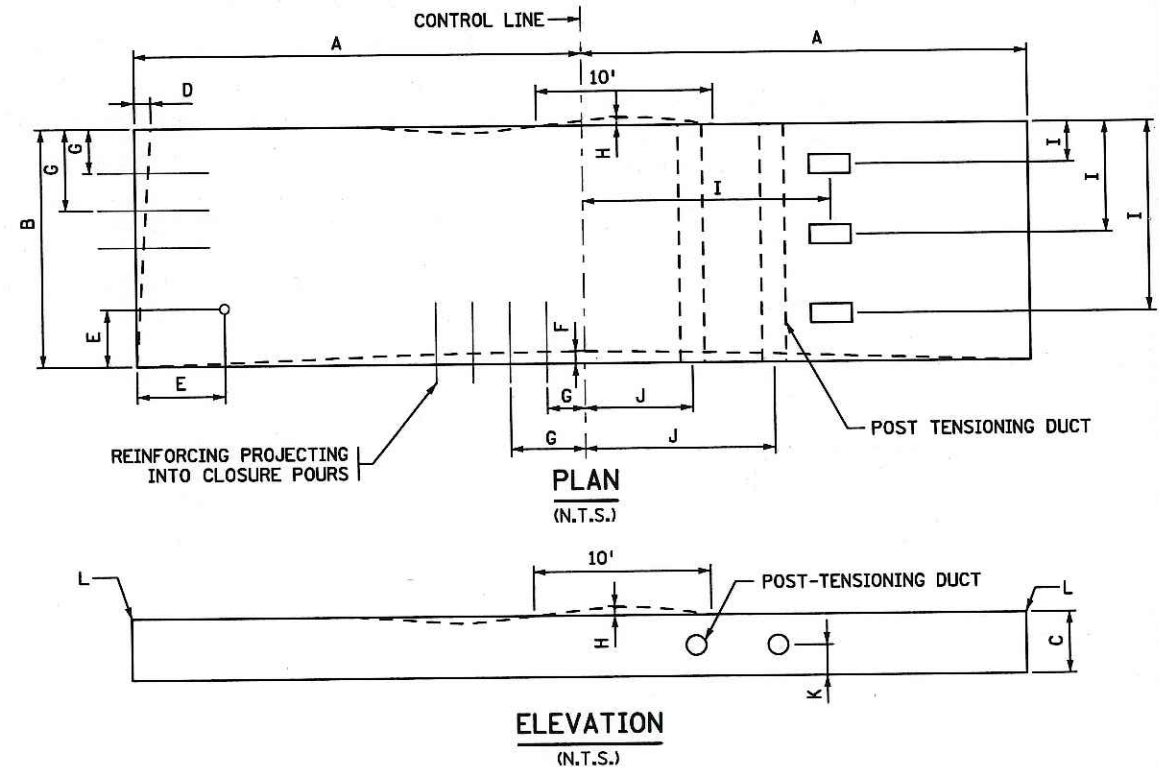 CONTROL LINE
A
A
10'
D
H
G
G
B
I
I
I
I
E
E
F
G
J
G
J
REINFORCING PROJECTING
INTO CLOSURE POURS
POST TENSIONING DUCT
PLAN
(N.T.S.)
10'
L
POST-TENSIONING DUCT
L
H
C
K
ELEVATION
(N.T.S.)